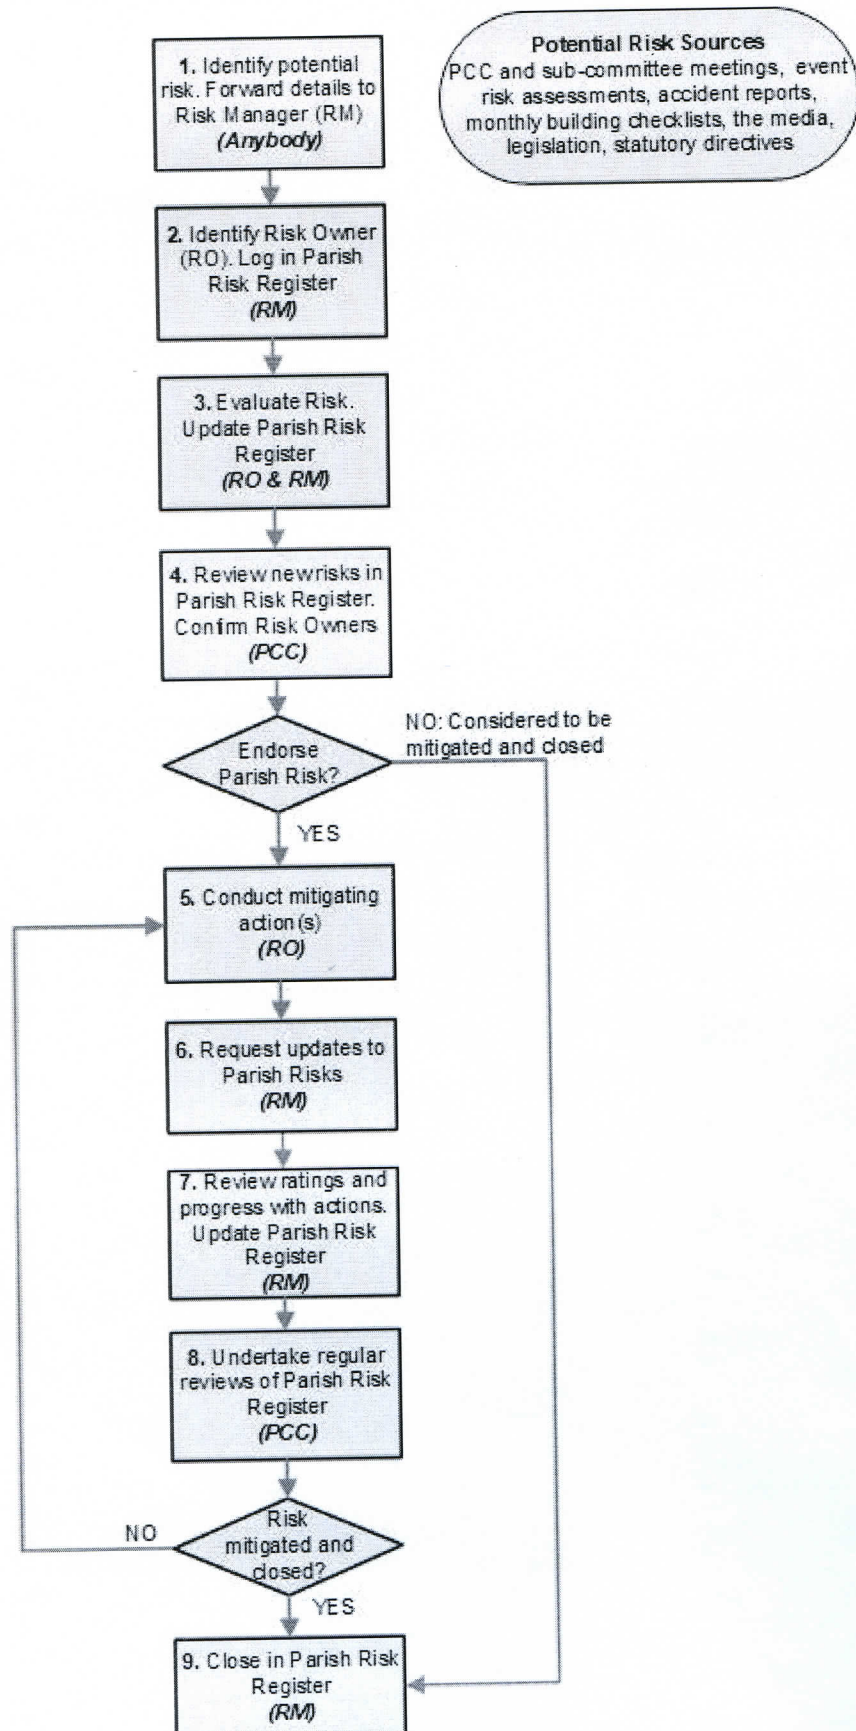 1. Identify potential
risk. Forward details to
Risk Manager (RM)
(Anybody)
Potential Risk Sources
PCC and sub-committee meetings, event
risk assessments, accident reports,
monthly building checklists, the media,
legislation, statutory directives
2. Identify Risk Owner
(RO). Log in Parish
Risk Register
(RM)
3. Evaluate Risk.
Update Parish Risk
Register
(RO & RM)
4. Review new risks in
Parish Risk Register.
Confirm Risk Owners
(PCC)
Endorse
Parish Risk?
NO: Considered to be
mitigated and closed
YES
5. Conduct mitigating
action(s)
(RO)
6. Request updates to
Parish Risks
(RM)
7. Review ratings and
progress with actions.
Update Parish Risk
Register
(RM)
8. Undertake regular
reviews of Parish Risk
Register
(PCC)
Risk
mitigated and
closed?
NO
YES
9. Close in Parish Risk
Register
(RM)